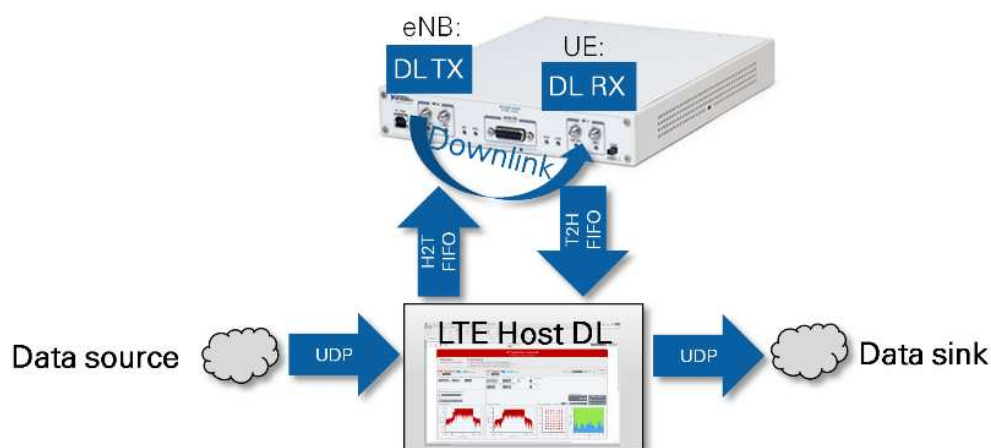 eNB:
DL TX
UE:
DL RX
Downlink
H2T
FIFO
T2H
FIFO
LTE Host DL
Data source
UDP
UDP
Data sink